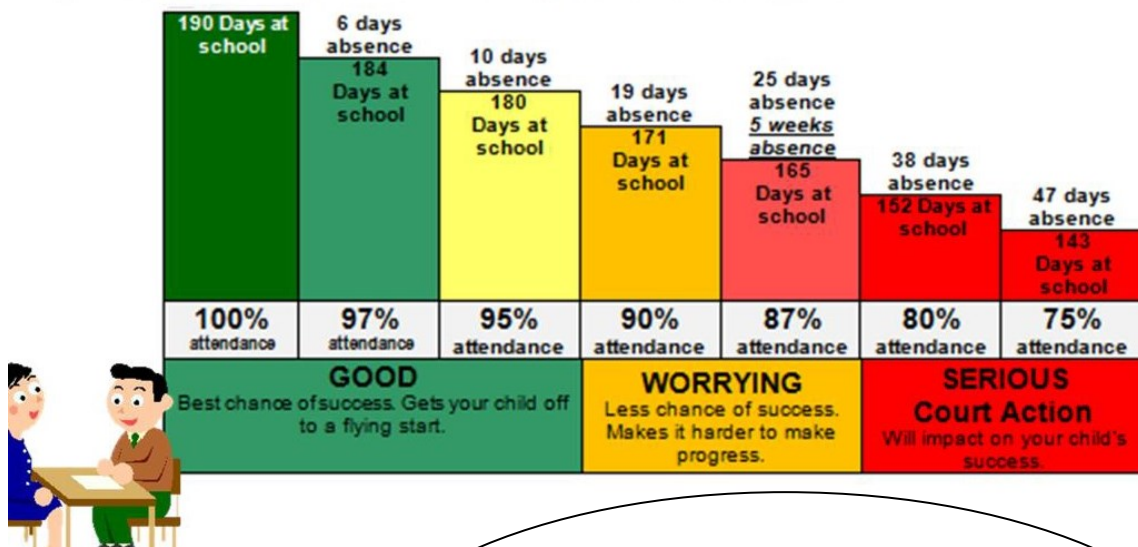 190 Days at
school
6 days
absence
184
Days at
school
10 days
absence
180
Days at
school
19 days
absence
171
Days at
school
25 days
absence
5 weeks
absence
165
Days at
school
38 days
absence
152 Days at
school
47 days
absence
143
Days at
school
100%
attendance
97%
attendance
95%
attendance
90%
attendance
87%
attendance
80%
attendance
75%
attendance
GOOD
Best chance of success. Gets your child off
to a flying start.
WORRYING
Less chance of success.
Makes it harder to make
progress.
SERIOUS
Court Action
Will impact on your child's
success.